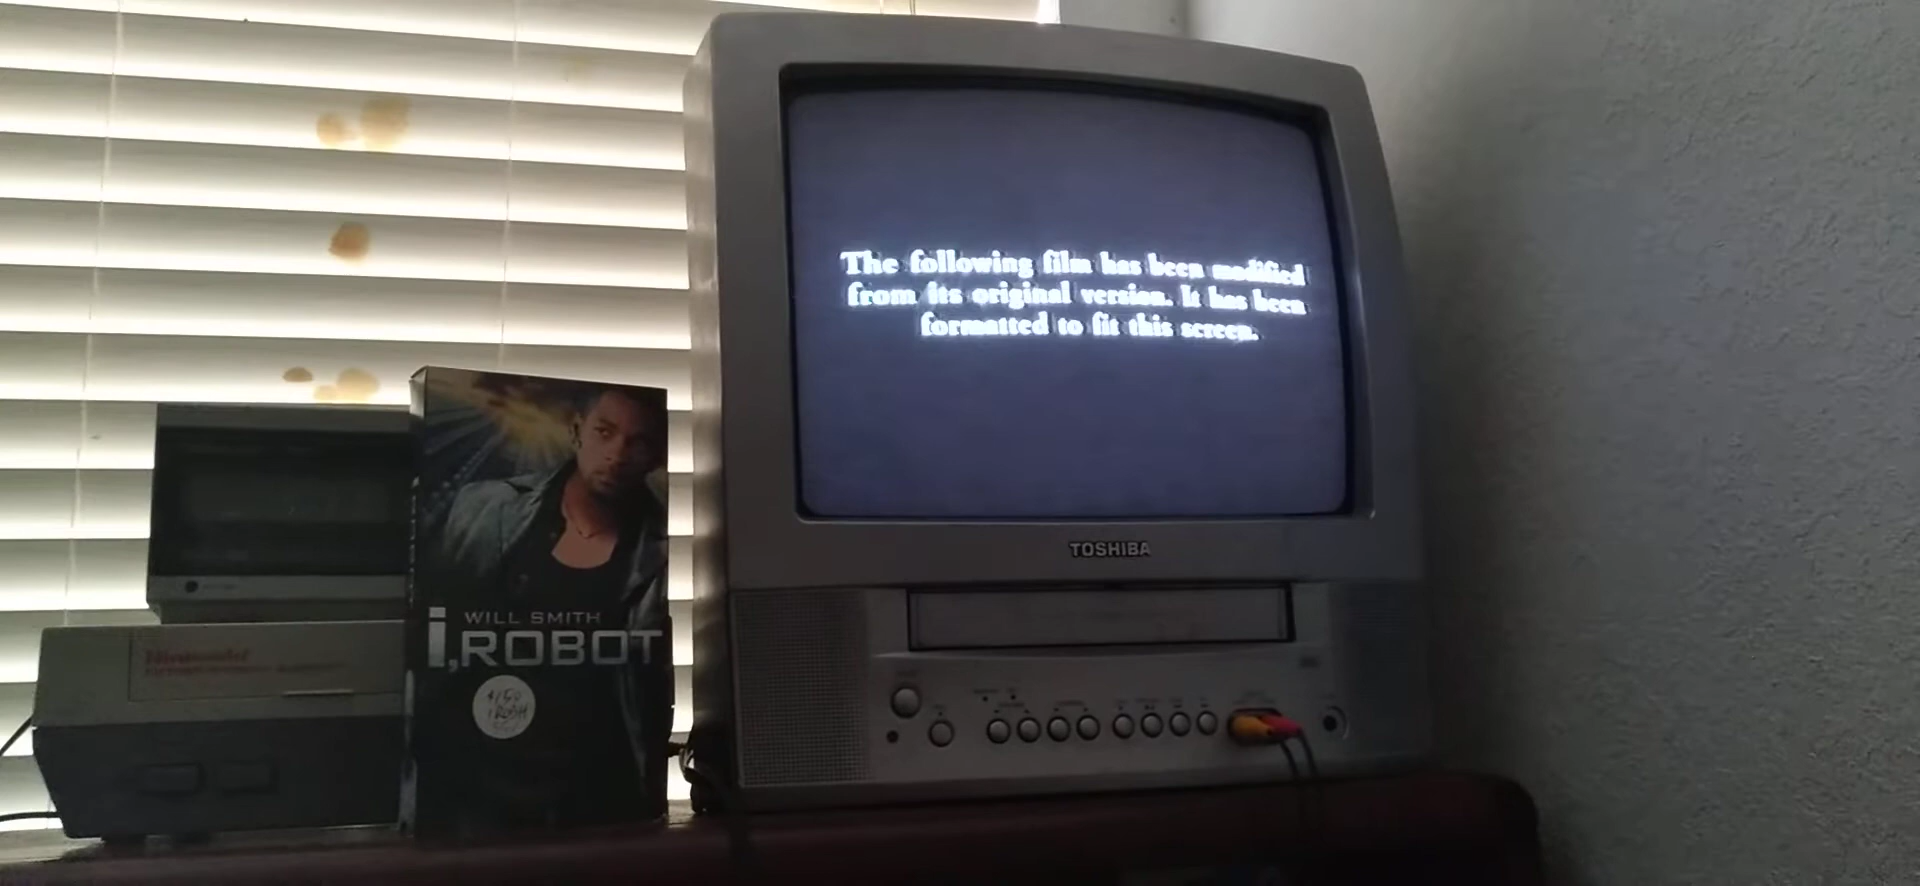 The following film has been modified
from its original version. It has been
formatted to fit this screen.
TOSHIBA
WILL SMITH
i, ROBOT
Nintendo